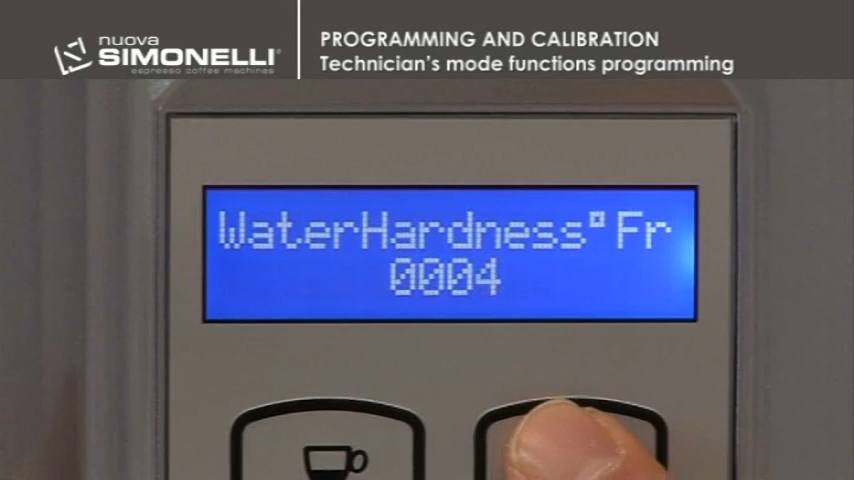 nuova
SIMONELLI
espresso coffee machines
PROGRAMMING AND CALIBRATION
Technician's mode functions programming
WaterHardness°Fr
0004